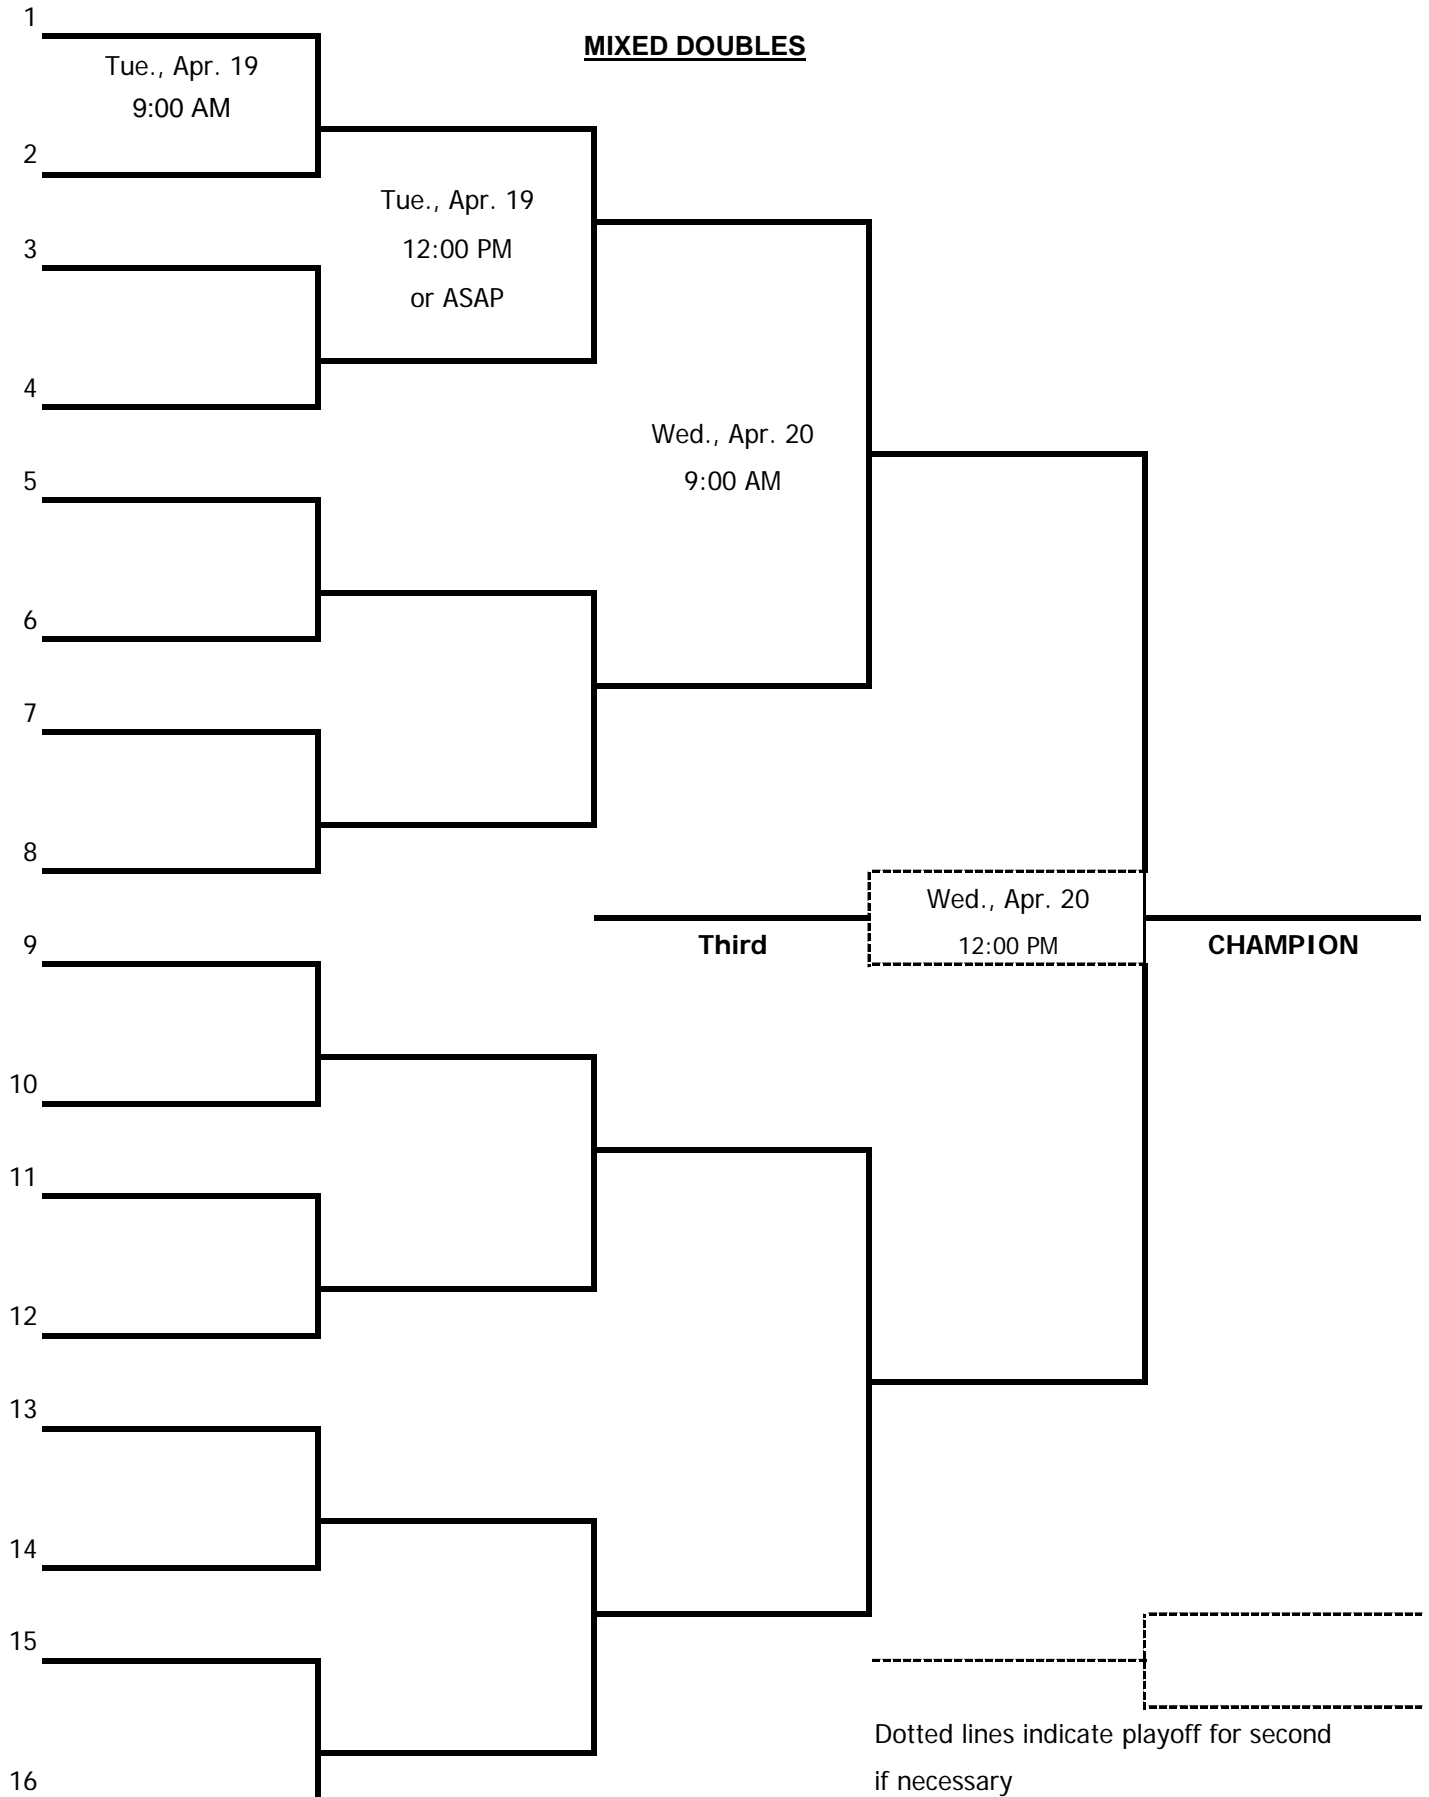 1
MIXED DOUBLES
Tue., Apr. 19
9:00 AM
2
Tue., Apr. 19
12:00 PM
or ASAP
3
4
Wed., Apr. 20
9:00 AM
5
6
7
8
Wed., Apr. 20
12:00 PM
Third
CHAMPION
9
10
11
12
13
14
15
16
Dotted lines indicate playoff for second
if necessary